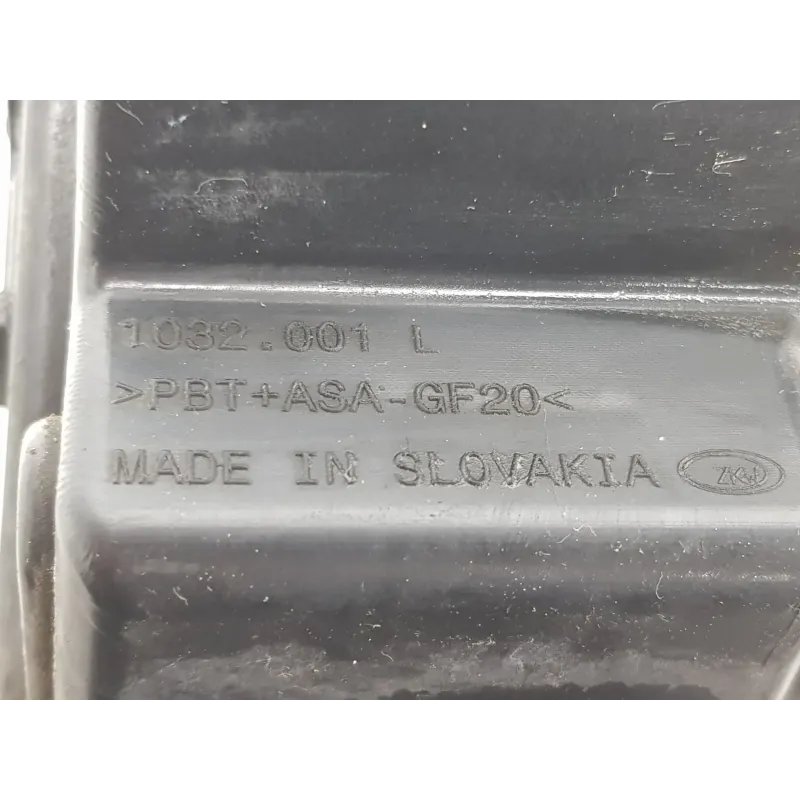 1032.001 L
>PBT+ASA-GF20<
MADE IN SLOVAKIA ZKW